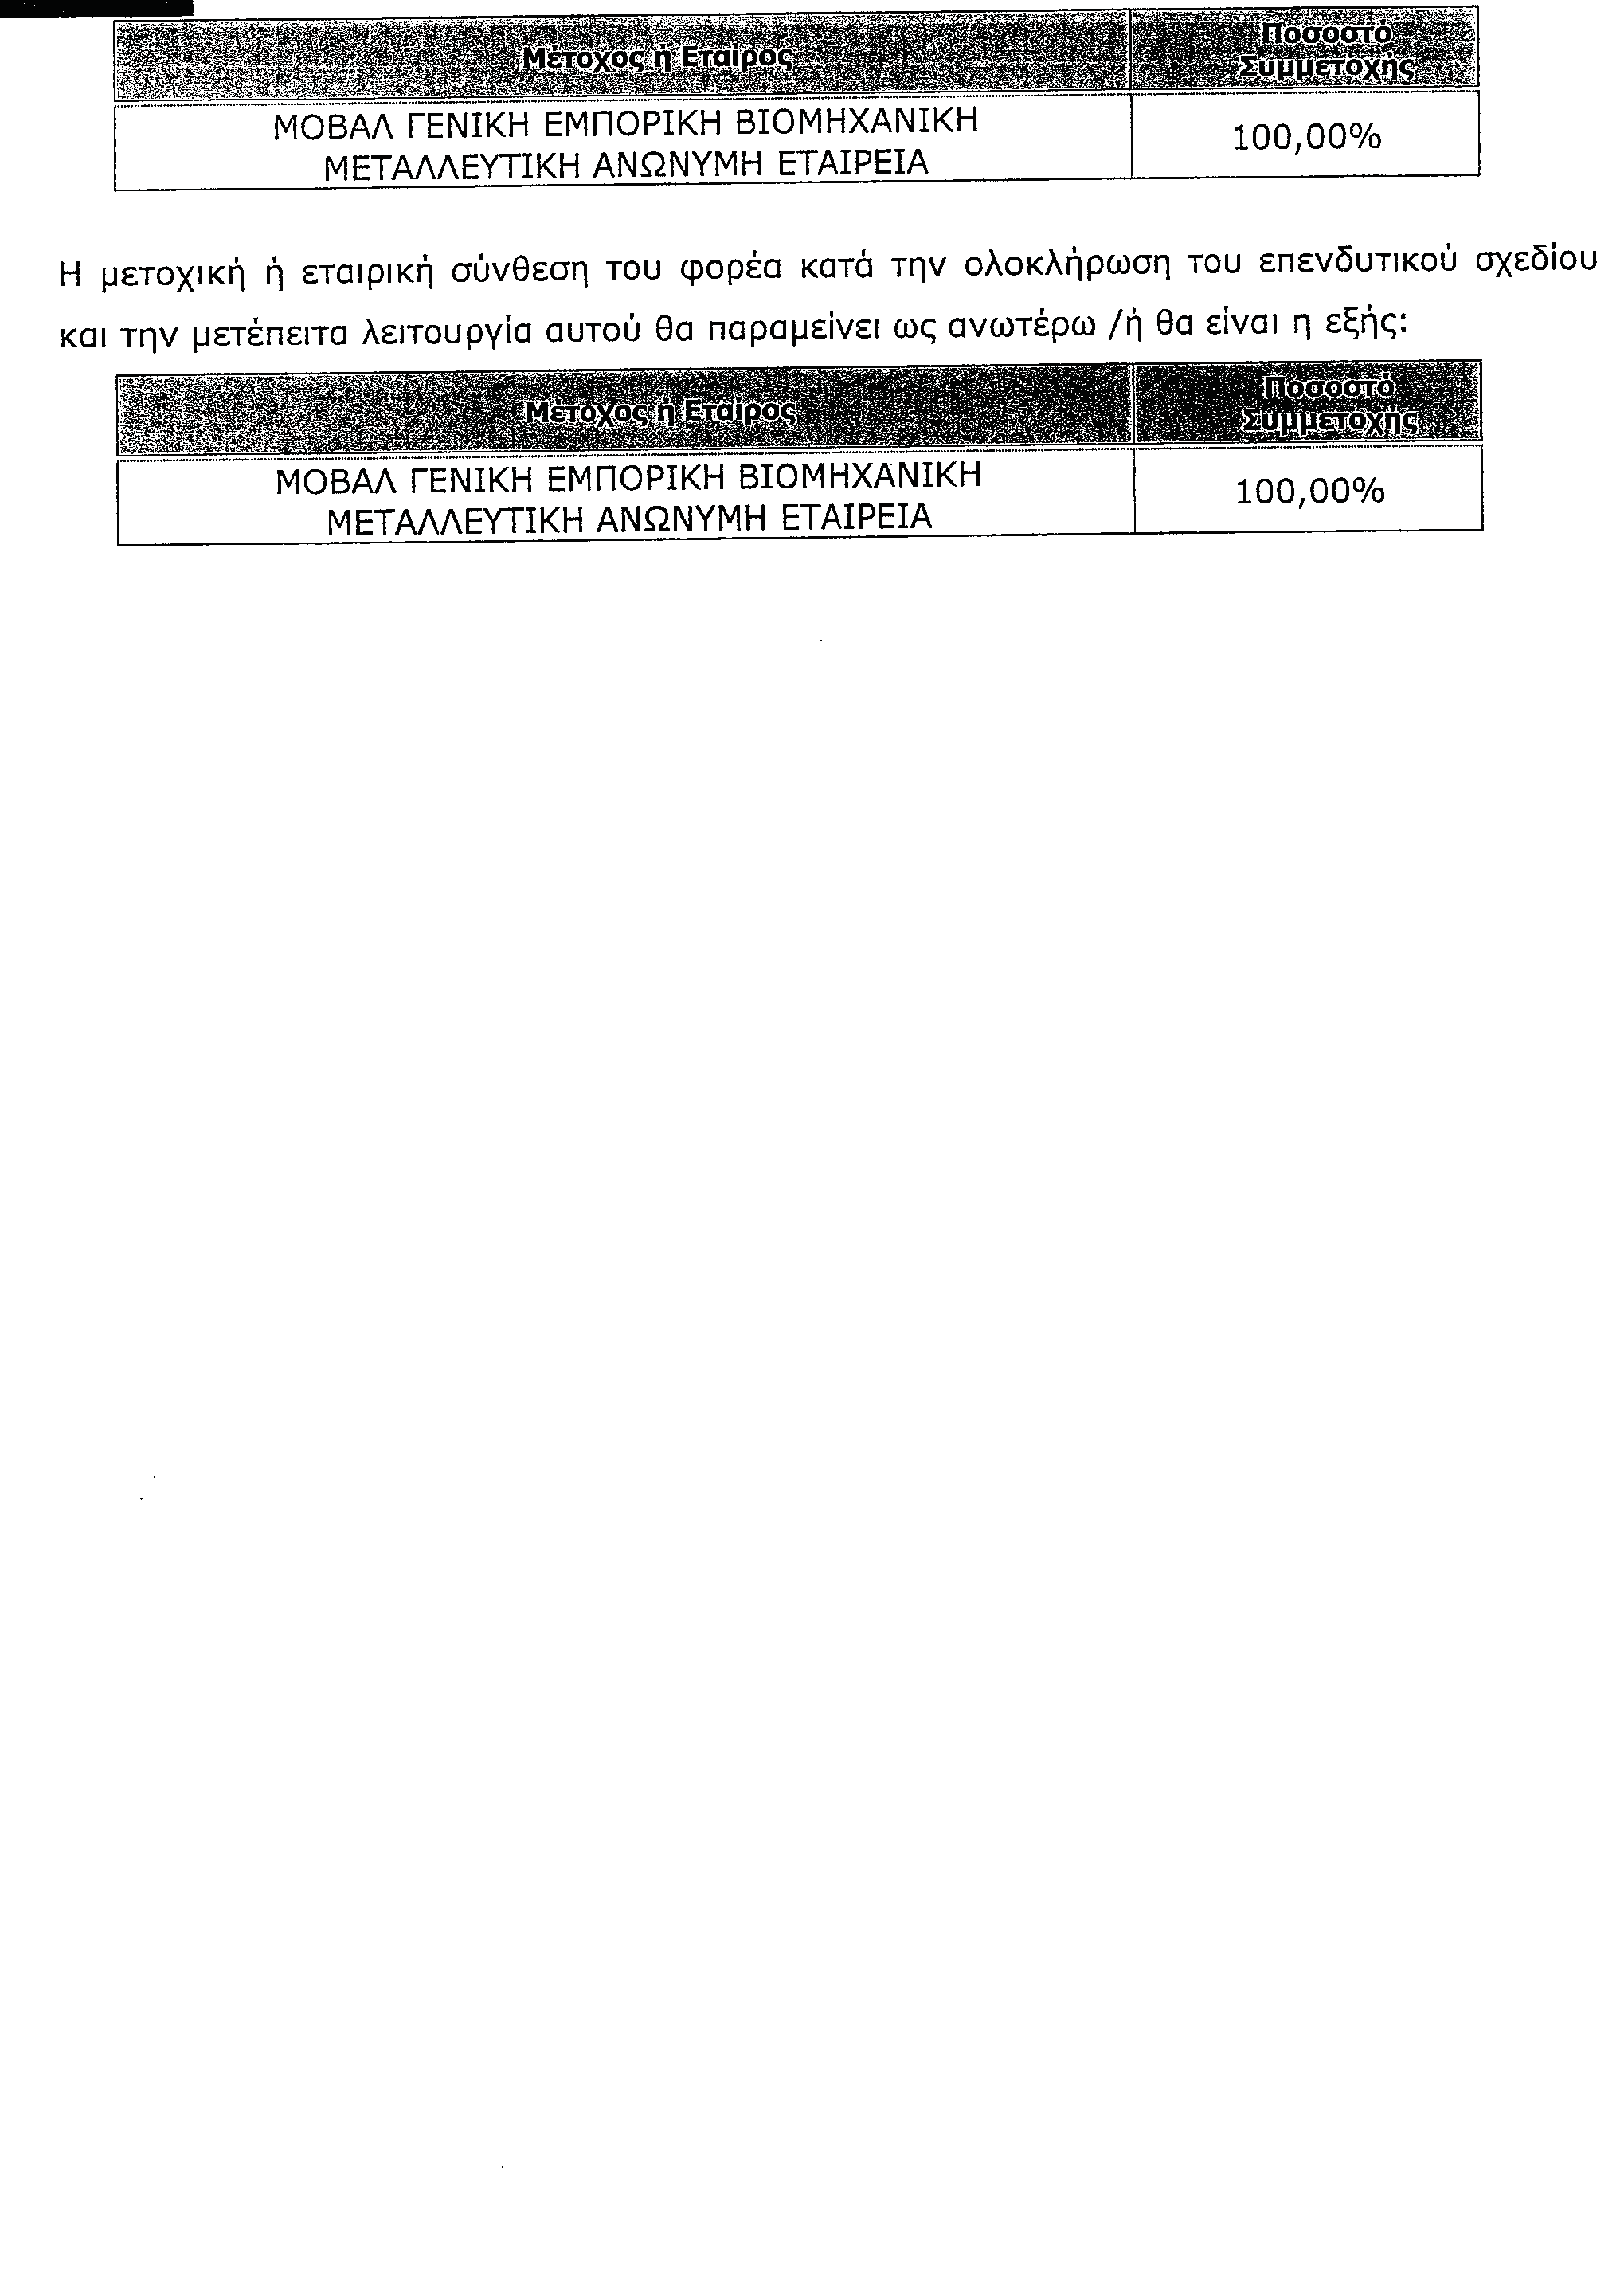 Μέτοχος ή Εταίρος
Ποσοστό
Συμμετοχής
ΜΟΒΑΛ ΓΕΝΙΚΗ ΕΜΠΟΡΙΚΗ ΒΙΟΜΗΧΑΝΙΚΗ
ΜΕΤΑΛΛΕΥΤΙΚΗ ΑΝΩΝΥΜΗ ΕΤΑΙΡΕΙΑ
100,00%
Η μετοχική ή εταιρική σύνθεση του φορέα κατά την ολοκλήρωση του επενδυτικού σχεδίου
και την μετέπειτα λειτουργία αυτού θα παραμείνει ως ανωτέρω /ή θα είναι η εξής:
Μέτοχος ή Εταίρος
Ποσοστό
Συμμετοχής
ΜΟΒΑΛ ΓΕΝΙΚΗ ΕΜΠΟΡΙΚΗ ΒΙΟΜΗΧΑΝΙΚΗ
ΜΕΤΑΛΛΕΥΤΙΚΗ ΑΝΩΝΥΜΗ ΕΤΑΙΡΕΙΑ
100,00%